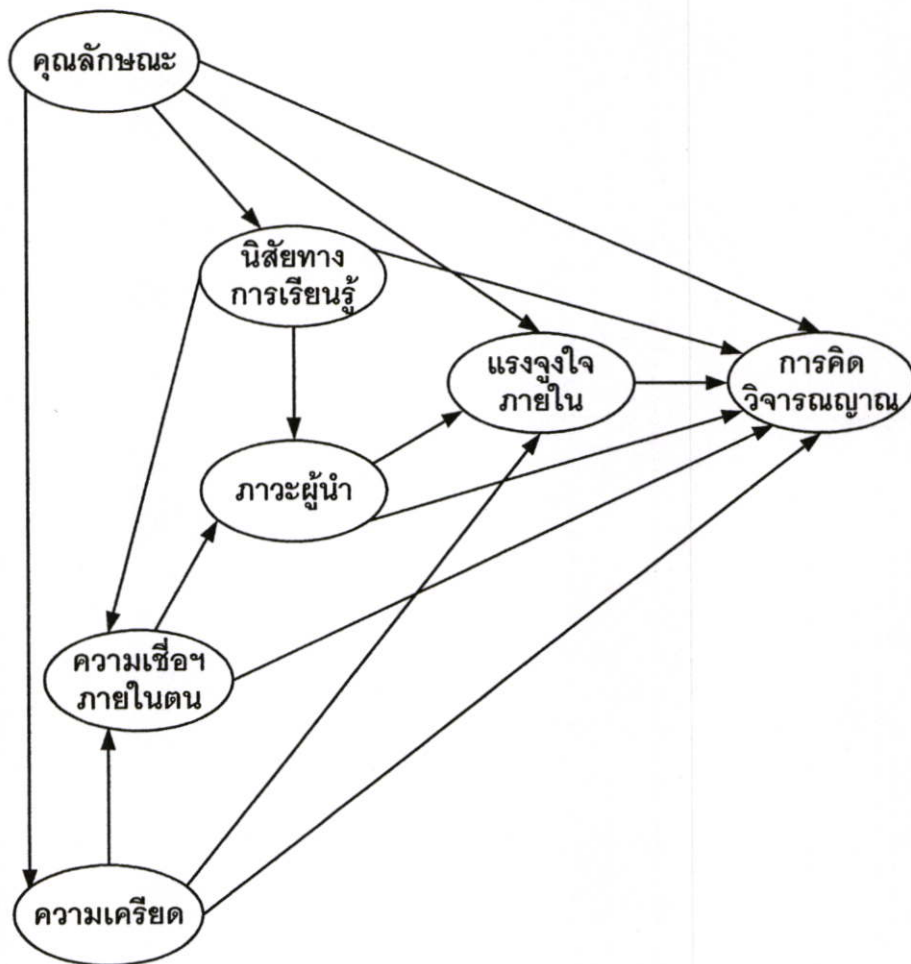 คุณลักษณะ
นิสัยทาง
การเรียนรู้
แรงจูงใจ
ภายใน
การคิด
วิจารณญาณ
ภาวะผู้นำ
ความเชื่อฯ
ภายในตน
ความเครียด